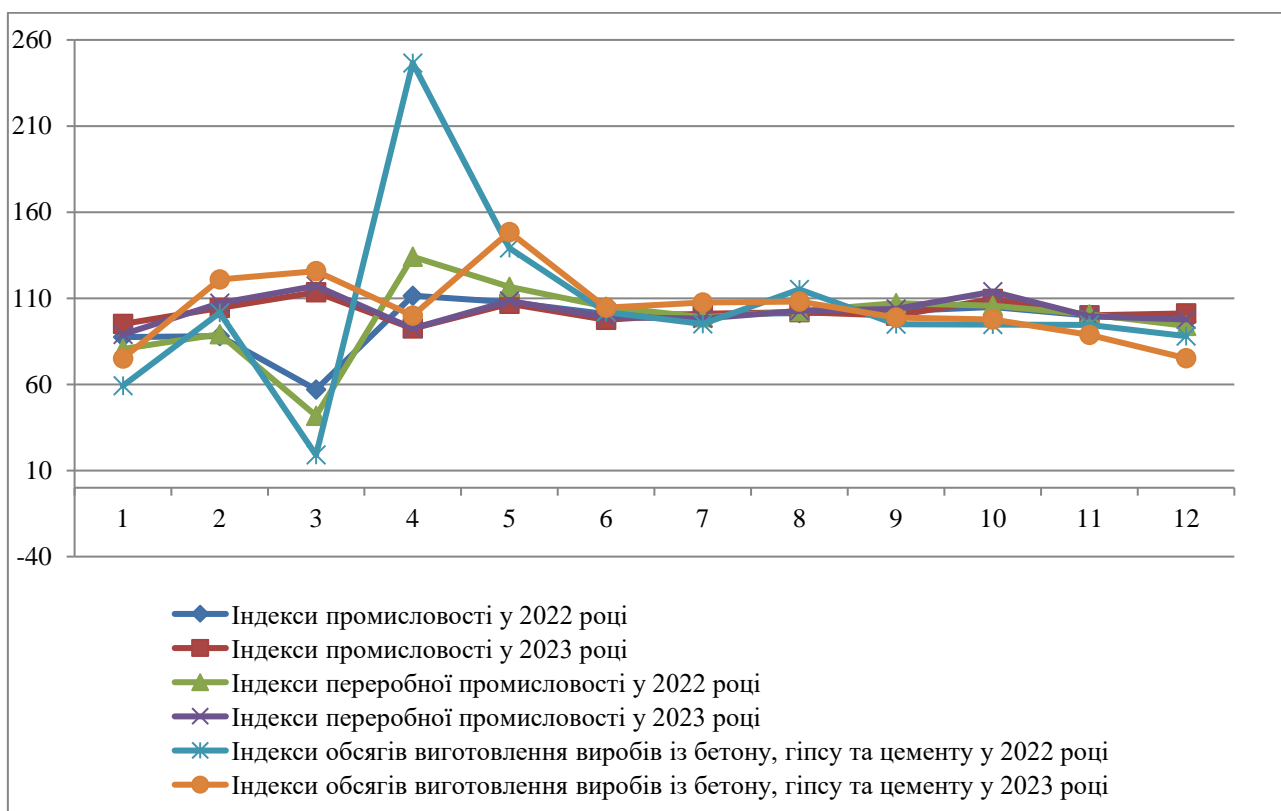 260
210
160
110
60
10
-40
1 2 3 4 5 6 7 8 9 10 11 12
Індекси промисловості у 2022 році
Індекси промисловості у 2023 році
Індекси переробної промисловості у 2022 році
Індекси переробної промисловості у 2023 році
Індекси обсягів виготовлення виробів із бетону, гіпсу та цементу у 2022 році
Індекси обсягів виготовлення виробів із бетону, гіпсу та цементу у 2023 році